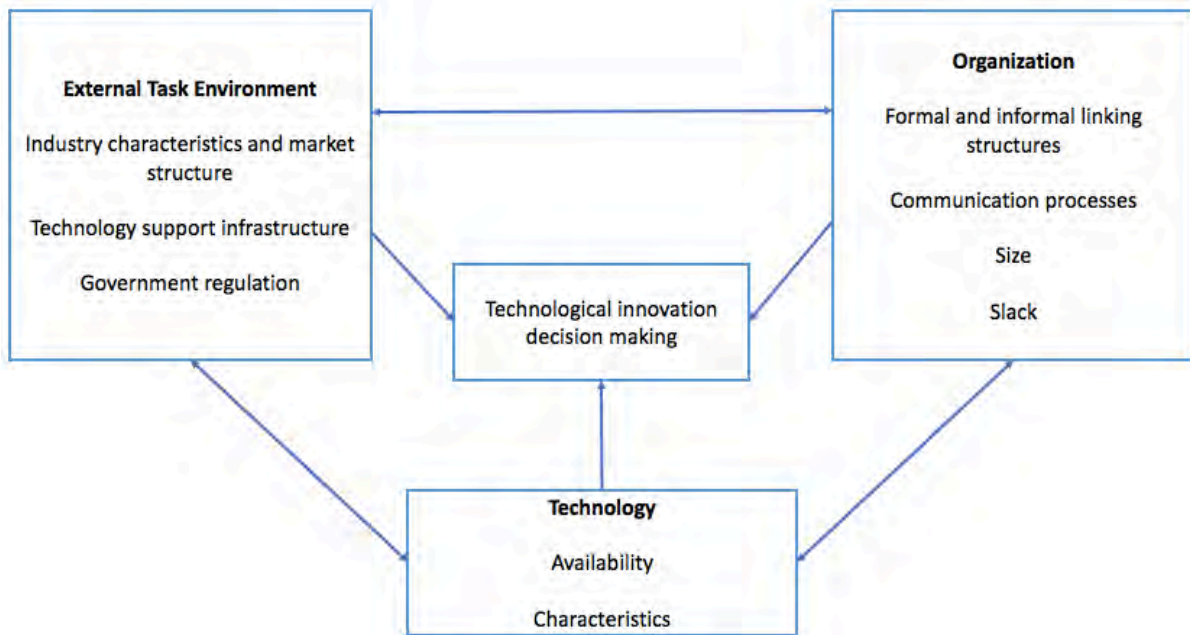 External Task Environment
Industry characteristics and market
structure
Technology support infrastructure
Government regulation
Organization
Formal and informal linking
structures
Communication processes
Size
Slack
Technological innovation
decision making
Technology
Availability
Characteristics